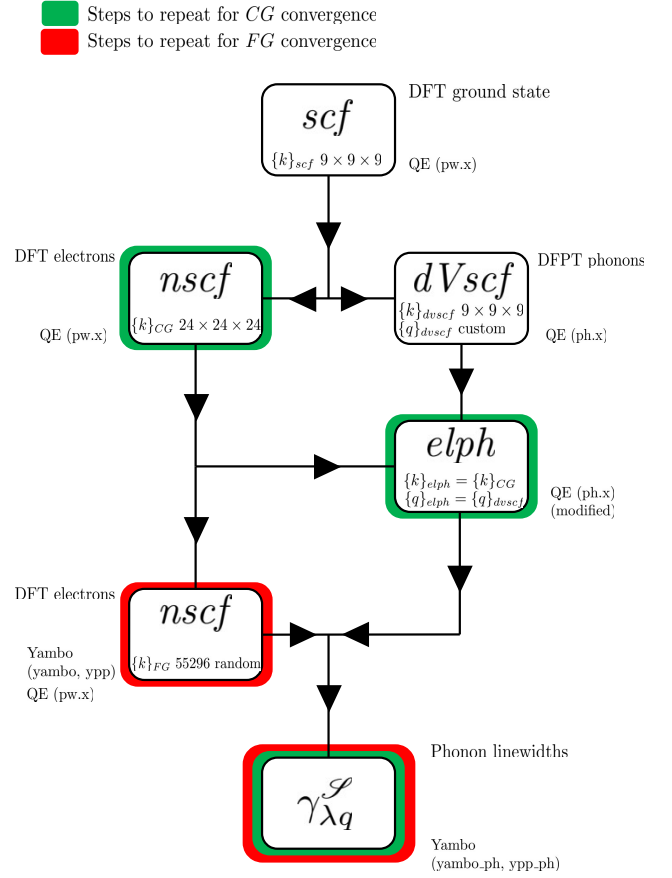 Steps to repeat for CG convergence
Steps to repeat for FG convergence
DFT ground state
scf
{k}scf 9 × 9 × 9
QE (pw.x)
DFT electrons
nscf
{k}CG 24 × 24 × 24
QE (pw.x)
DFPT phonons
dVscf
{k}dvscf 9 × 9 × 9
{q}dvscf custom
QE (ph.x)
elph
{k}elph = {k}CG
{q}elph = {q}dvscf
QE (ph.x)
(modified)
DFT electrons
nscf
{k}FG 55296 random
Yambo
(yambo, ypp)
QE (pw.x)
Phonon linewidths
γ𝒮λq
Yambo
(yambo_ph, ypp_ph)